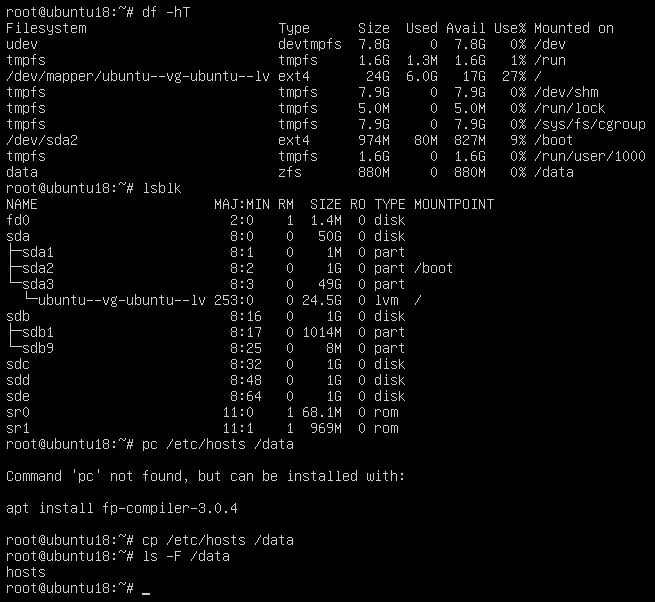 root@ubuntu18:~# df -hT
Filesystem                        Type      Size  Used Avail Use% Mounted on
udev                              devtmpfs  7.8G     0  7.8G   0% /dev
tmpfs                             tmpfs     1.6G  1.3M  1.6G   1% /run
/dev/mapper/ubuntu--vg-ubuntu--lv ext4       24G  6.0G   17G  27% /
tmpfs                             tmpfs     7.9G     0  7.9G   0% /dev/shm
tmpfs                             tmpfs     5.0M     0  5.0M   0% /run/lock
tmpfs                             tmpfs     7.9G     0  7.9G   0% /sys/fs/cgroup
/dev/sda2                         ext4      974M   80M  827M   9% /boot
tmpfs                             tmpfs     1.6G     0  1.6G   0% /run/user/1000
data                              zfs       880M     0  880M   0% /data
root@ubuntu18:~# lsblk
NAME                      MAJ:MIN RM  SIZE RO TYPE MOUNTPOINT
fd0                         2:0    1  1.4M  0 disk
sda                         8:0    0   50G  0 disk
├─sda1                      8:1    0    1M  0 part
├─sda2                      8:2    0    1G  0 part /boot
└─sda3                      8:3    0   49G  0 part
  └─ubuntu--vg-ubuntu--lv 253:0    0 24.5G  0 lvm  /
sdb                         8:16   0    1G  0 disk
├─sdb1                      8:17   0 1014M  0 part
└─sdb9                      8:25   0    8M  0 part
sdc                         8:32   0    1G  0 disk
sdd                         8:48   0    1G  0 disk
sde                         8:64   0    1G  0 disk
sr0                        11:0    1 68.1M  0 rom
sr1                        11:1    1  969M  0 rom
root@ubuntu18:~# pc /etc/hosts /data
Command 'pc' not found, but can be installed with:
apt install fp-compiler-3.0.4
root@ubuntu18:~# cp /etc/hosts /data
root@ubuntu18:~# ls -F /data
hosts
root@ubuntu18:~# _